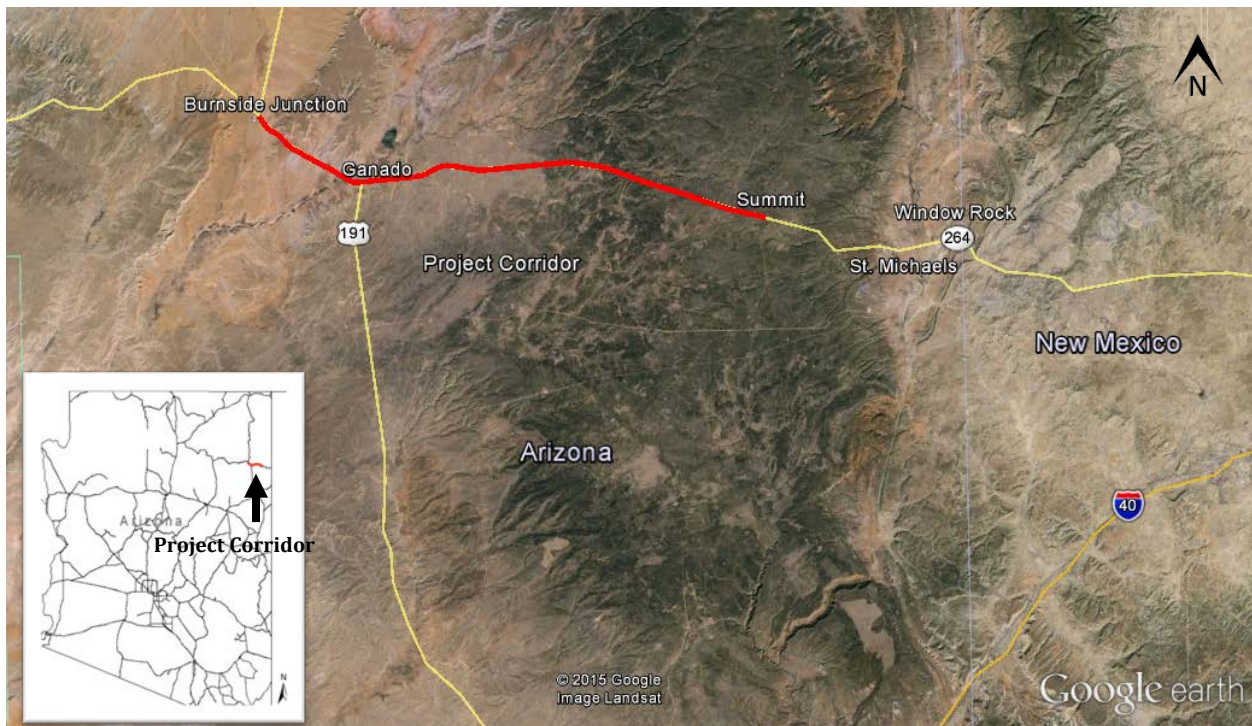 N
Burnside Junction
Ganado
Summit
Window Rock
191
264
Project Corridor
St. Michaels
New Mexico
Arizona
40
Arizona
Project Corridor
N
© 2015 Google
Image Landsat
Google earth